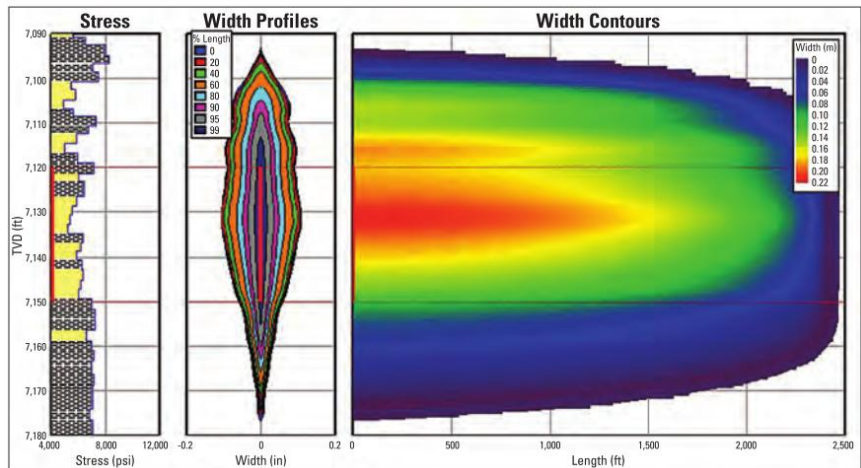 Stress
Width Profiles
Width Contours
TVD (ft)
7,090
7,100
7,110
7,120
7,130
7,140
7,150
7,160
7,170
7,180
4,000 8,000 12,000
Stress (psi)
% Length
0
20
40
60
80
90
95
99
-0.2 0 0.2
Width (in)
Width (m)
0
0.02
0.04
0.06
0.08
0.10
0.12
0.14
0.16
0.18
0.20
0.22
0 500 1,000 1,500 2,000 2,500
Length (ft)